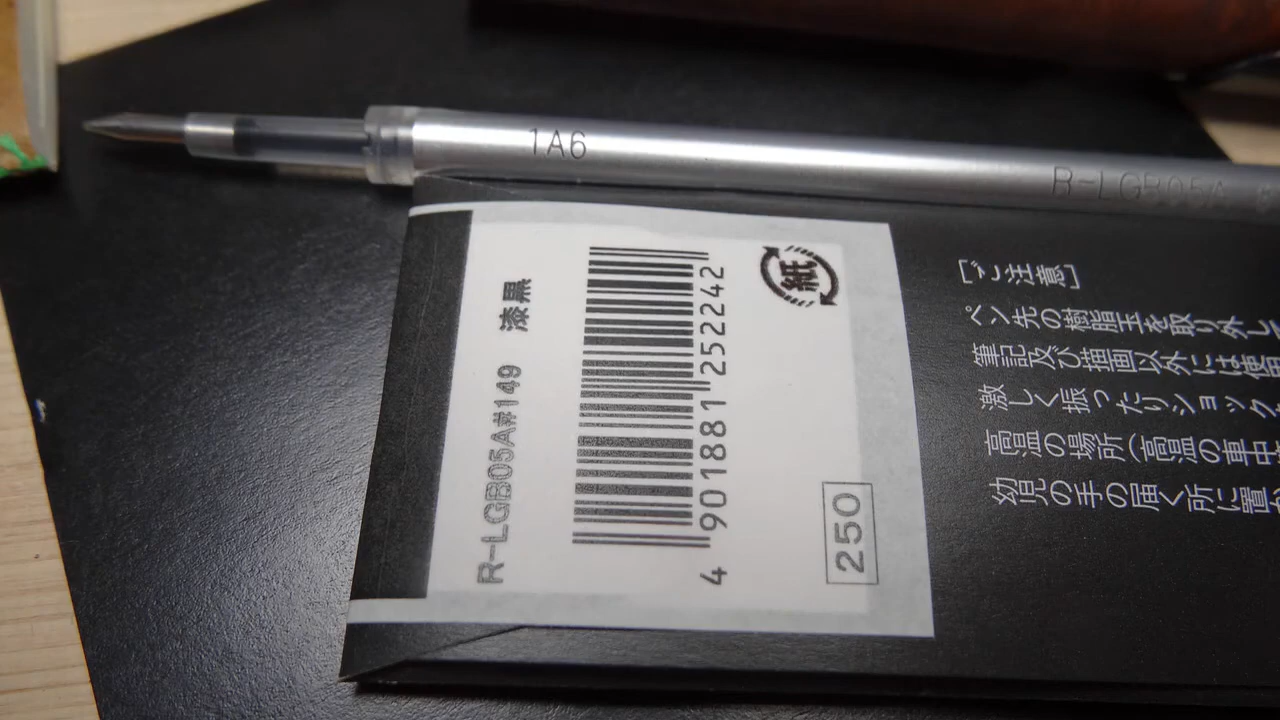 1A6
R-LGB05A
R-LGB05A#149 漆黒
4 901881 252242
紙
250
［ご注意］
ペン先の樹脂玉を取り外し
筆記及び描画以外には使用
激しく振ったりショック
高温の場所(高温の車中
幼児の手の届く所に置か